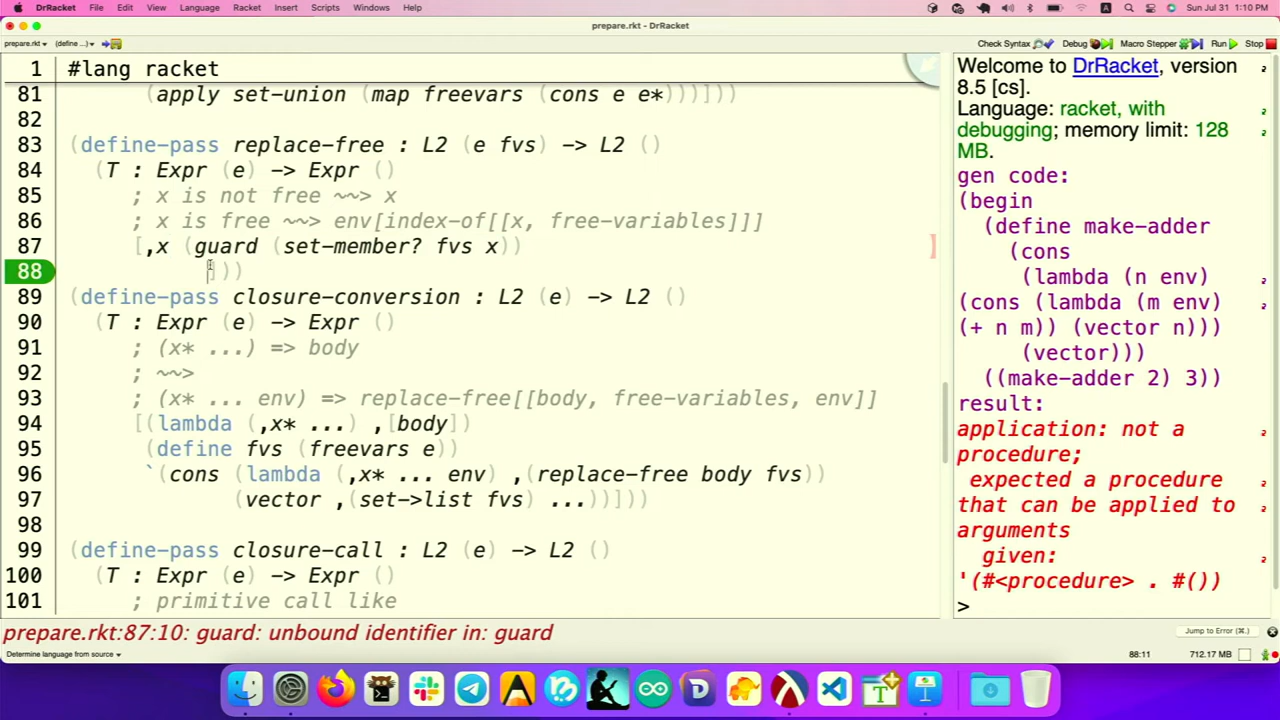 DrRacket File Edit View Language Racket Insert Scripts Windows Help Sun Jul 31 1:10 PM
prepare.rkt - DrRacket
prepare.rkt (define ...) Check Syntax Debug Macro Stepper Run Stop
1 #lang racket
81 (apply set-union (map freevars (cons e e*)))]))
82
83 (define-pass replace-free : L2 (e fvs) -> L2 ()
84 (T : Expr (e) -> Expr ()
85 ; x is not free ~~> x
86 ; x is free ~~> env[index-of[[x, free-variables]]]
87 [,x (guard (set-member? fvs x))
88 ]))
89 (define-pass closure-conversion : L2 (e) -> L2 ()
90 (T : Expr (e) -> Expr ()
91 ; (x* ...) => body
92 ; ~~>
93 ; (x* ... env) => replace-free[[body, free-variables, env]]
94 [(lambda (,x* ...) ,[body])
95 (define fvs (freevars e))
96 `(cons (lambda (,x* ... env) ,(replace-free body fvs))
97 (vector ,(set->list fvs) ...))]))
98
99 (define-pass closure-call : L2 (e) -> L2 ()
100 (T : Expr (e) -> Expr ()
101 ; primitive call like
Welcome to DrRacket, version
8.5 [cs].
Language: racket, with
debugging; memory limit: 128
MB.
gen code:
(begin
(define make-adder
(cons
(lambda (n env)
(cons (lambda (m env)
(+ n m)) (vector n)))
(vector)))
((make-adder 2) 3))
result:
application: not a
procedure;
expected a procedure
that can be applied to
arguments
given:
'(#<procedure> . #())
>
prepare.rkt:87:10: guard: unbound identifier in: guard
Jump to Error (⌘.)
Determine language from source 88:11 712.17 MB